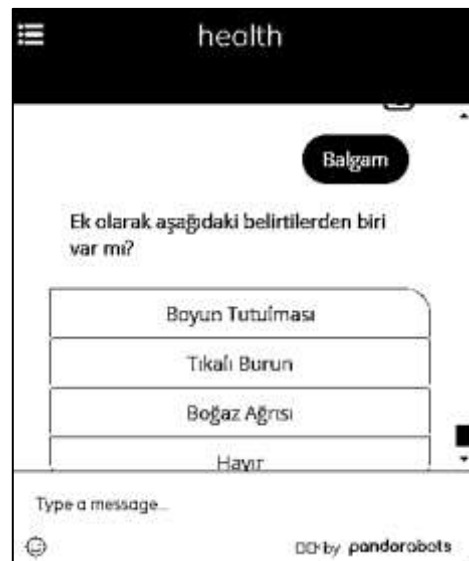 health
Balgam
Ek olarak aşağıdaki belirtilerden biri
var mı?
Boyun Tutulması
Tıkalı Burun
Boğaz Ağrısı
Hayır
Type a message...
by pandorabots